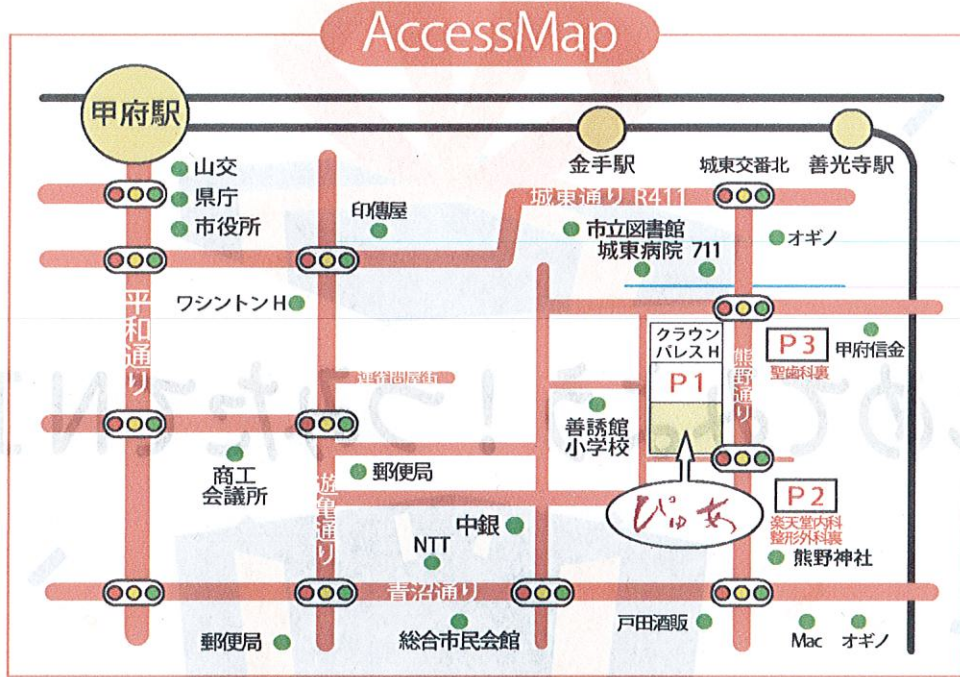 AccessMap
甲府駅
金手駅
善光寺駅
城東交番北
山交
県庁
市役所
城東通り R411
印傳屋
市立図書館
城東病院
711
オギノ
ワシントンH
平和通り
クラウン
パレスH
P1
熊野通り
P3
聖歯科裏
甲府信金
連雀問屋街
善誘館
小学校
商工
会議所
郵便局
遊亀通り
ぴゅあ
P2
楽天堂内科
整形外科裏
熊野神社
中銀
NTT
青沼通り
郵便局
総合市民会館
戸田酒販
Mac
オギノ